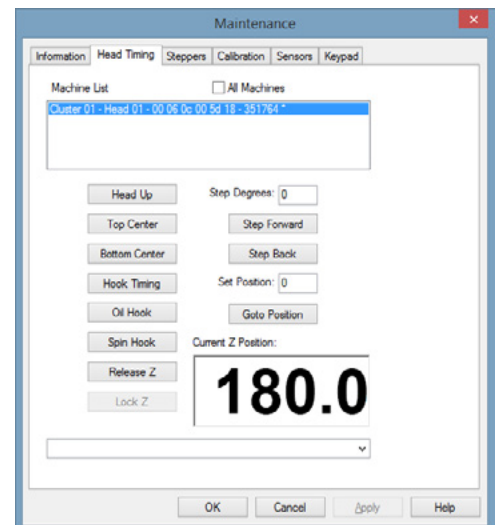 Maintenance
Information Head Timing Steppers Calibration Sensors Keypad
Machine List All Machines
Cluster 01 - Head 01 - 00 06 0c 00 5d 18 - 351764 *
Head Up Step Degrees: 0
Top Center Step Forward
Bottom Center Step Back
Hook Timing Set Position: 0
Oil Hook Goto Position
Spin Hook Current Z Position:
Release Z 180.0
Lock Z
OK Cancel Apply Help